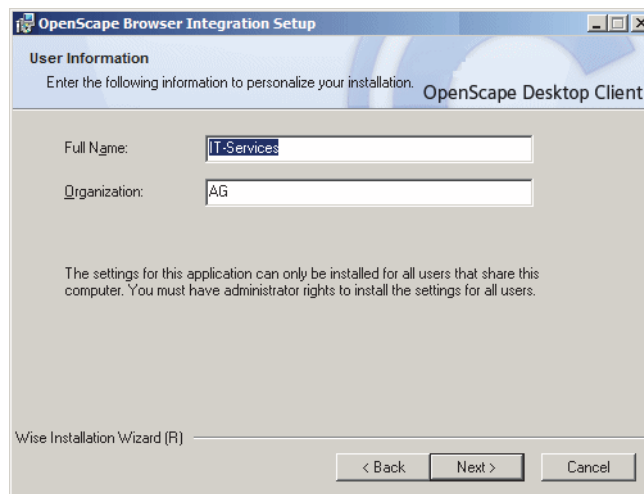 OpenScape Browser Integration Setup
User Information
Enter the following information to personalize your installation.
OpenScape Desktop Client
Full Name: IT-Services
Organization: AG
The settings for this application can only be installed for all users that share this
computer. You must have administrator rights to install the settings for all users.
Wise Installation Wizard (R)
< Back Next > Cancel